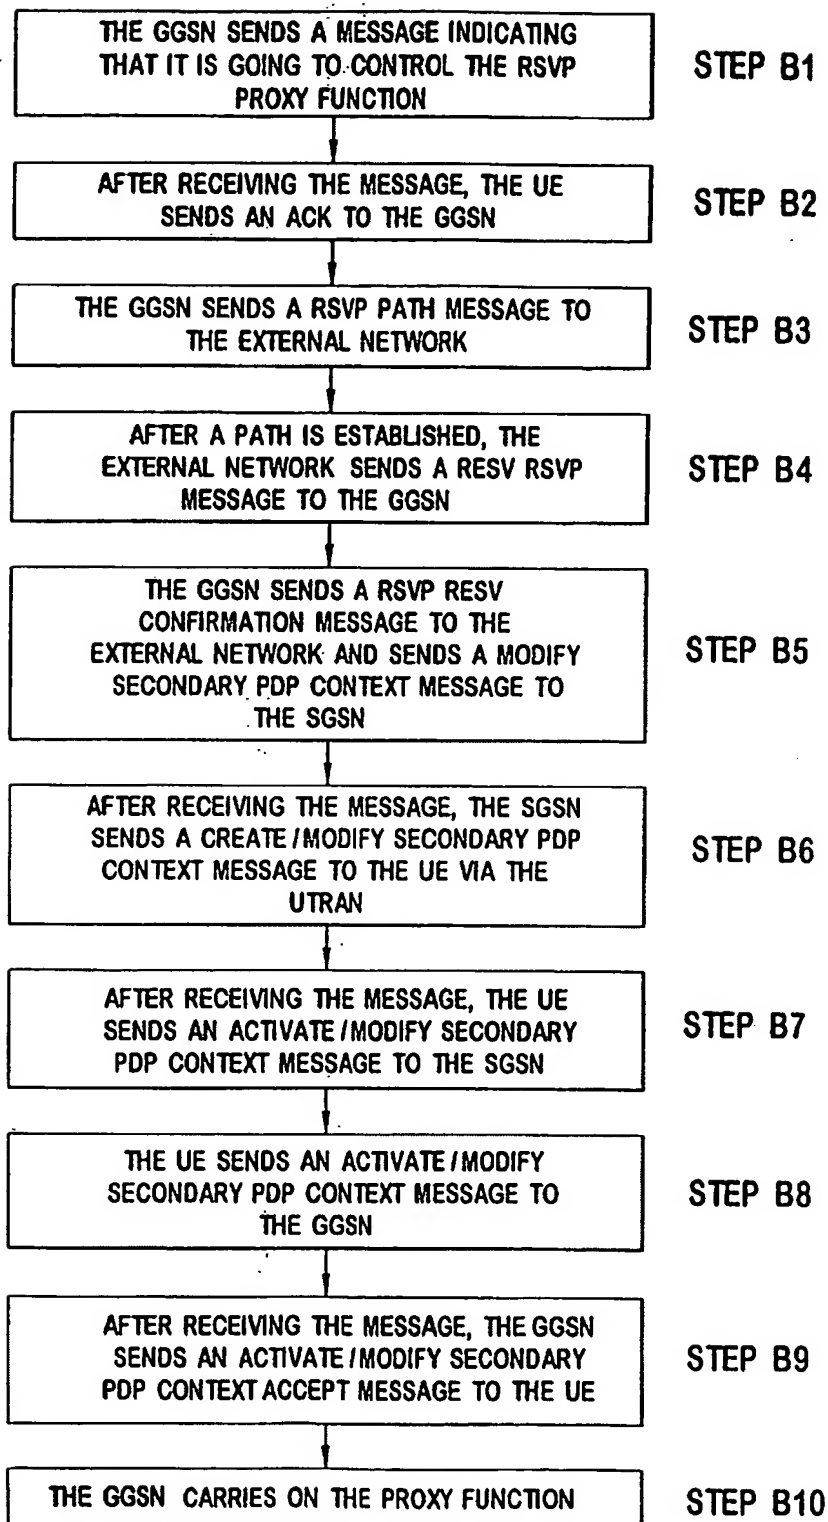 THE GGSN SENDS A MESSAGE INDICATING
THAT IT IS GOING TO CONTROL THE RSVP
PROXY FUNCTION
STEP B1
AFTER RECEIVING THE MESSAGE, THE UE
SENDS AN ACK TO THE GGSN
STEP B2
THE GGSN SENDS A RSVP PATH MESSAGE TO
THE EXTERNAL NETWORK
STEP B3
AFTER A PATH IS ESTABLISHED, THE
EXTERNAL NETWORK SENDS A RESV RSVP
MESSAGE TO THE GGSN
STEP B4
THE GGSN SENDS A RSVP RESV
CONFIRMATION MESSAGE TO THE
EXTERNAL NETWORK AND SENDS A MODIFY
SECONDARY PDP CONTEXT MESSAGE TO
THE SGSN
STEP B5
AFTER RECEIVING THE MESSAGE, THE SGSN
SENDS A CREATE/MODIFY SECONDARY PDP
CONTEXT MESSAGE TO THE UE VIA THE
UTRAN
STEP B6
AFTER RECEIVING THE MESSAGE, THE UE
SENDS AN ACTIVATE/MODIFY SECONDARY
PDP CONTEXT MESSAGE TO THE SGSN
STEP B7
THE UE SENDS AN ACTIVATE/MODIFY
SECONDARY PDP CONTEXT MESSAGE TO
THE GGSN
STEP B8
AFTER RECEIVING THE MESSAGE, THE GGSN
SENDS AN ACTIVATE/MODIFY SECONDARY
PDP CONTEXT ACCEPT MESSAGE TO THE UE
STEP B9
THE GGSN CARRIES ON THE PROXY FUNCTION
STEP B10